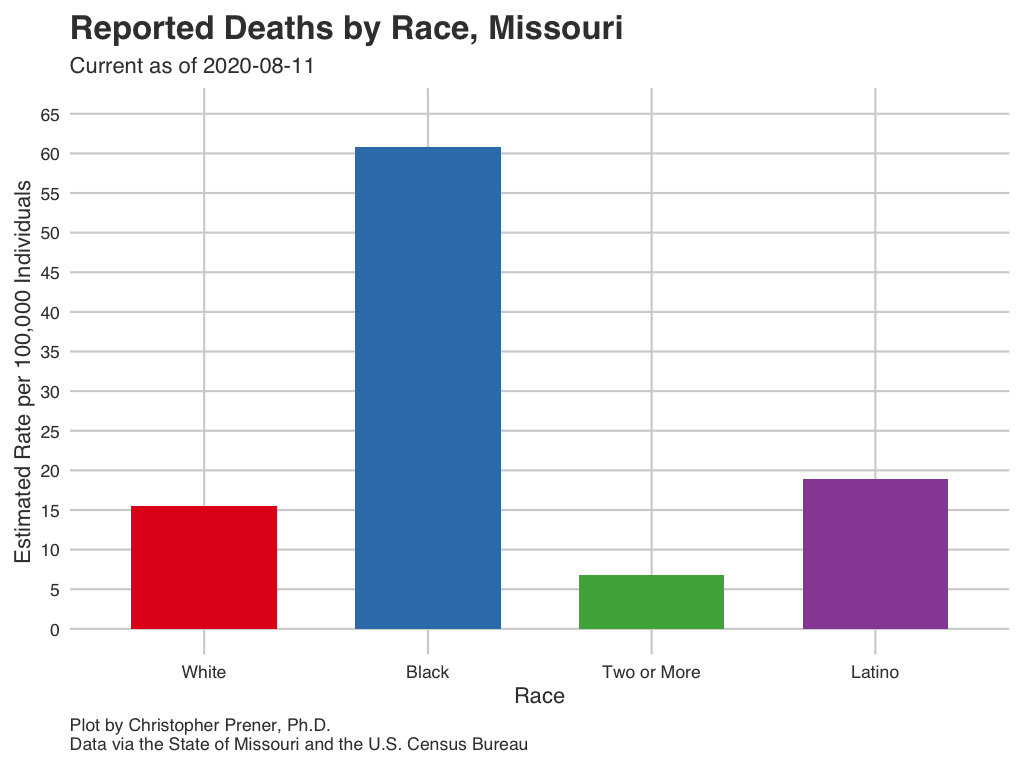 Reported Deaths by Race, Missouri
Current as of 2020-08-11
Estimated Rate per 100,000 Individuals
65
60
55
50
45
40
35
30
25
20
15
10
5
0
White Black Two or More Latino
Race
Plot by Christopher Prener, Ph.D.
Data via the State of Missouri and the U.S. Census Bureau